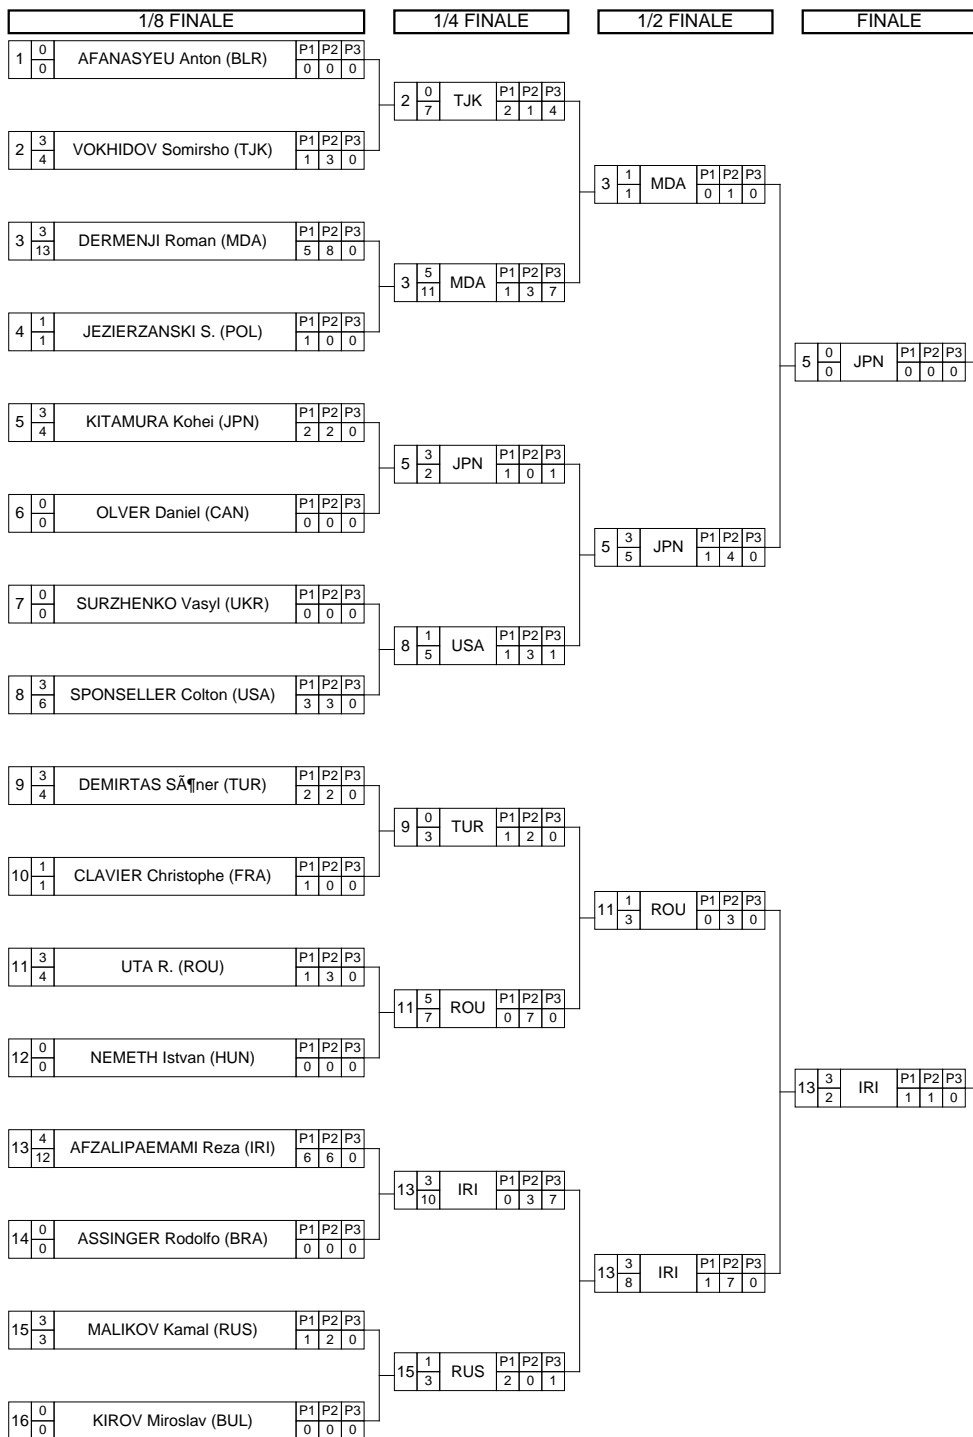 1/8 FINALE 1/4 FINALE 1/2 FINALE FINALE
1 0 0 AFANASYEU Anton (BLR) P1 P2 P3 0 0 0
2 0 7 TJK P1 P2 P3 2 1 4
2 3 4 VOKHIDOV Somirsho (TJK) P1 P2 P3 1 3 0
3 1 1 MDA P1 P2 P3 0 1 0
3 3 13 DERMENJI Roman (MDA) P1 P2 P3 5 8 0
3 5 11 MDA P1 P2 P3 1 3 7
4 1 1 JEZIERZANSKI S. (POL) P1 P2 P3 1 0 0
5 0 0 JPN P1 P2 P3 0 0 0
5 3 4 KITAMURA Kohei (JPN) P1 P2 P3 2 2 0
5 3 2 JPN P1 P2 P3 1 0 1
6 0 0 OLVER Daniel (CAN) P1 P2 P3 0 0 0
5 3 5 JPN P1 P2 P3 1 4 0
7 0 0 SURZHENKO Vasyl (UKR) P1 P2 P3 0 0 0
8 1 5 USA P1 P2 P3 1 3 1
8 3 6 SPONSELLER Colton (USA) P1 P2 P3 3 3 0
9 3 4 DEMIRTAS SÃ¶ner (TUR) P1 P2 P3 2 2 0
9 0 3 TUR P1 P2 P3 1 2 0
10 1 1 CLAVIER Christophe (FRA) P1 P2 P3 1 0 0
11 1 3 ROU P1 P2 P3 0 3 0
11 3 4 UTA R. (ROU) P1 P2 P3 1 3 0
11 5 7 ROU P1 P2 P3 0 7 0
12 0 0 NEMETH Istvan (HUN) P1 P2 P3 0 0 0
13 3 2 IRI P1 P2 P3 1 1 0
13 4 12 AFZALIPAEMAMI Reza (IRI) P1 P2 P3 6 6 0
13 3 10 IRI P1 P2 P3 0 3 7
14 0 0 ASSINGER Rodolfo (BRA) P1 P2 P3 0 0 0
13 3 8 IRI P1 P2 P3 1 7 0
15 3 3 MALIKOV Kamal (RUS) P1 P2 P3 1 2 0
15 1 3 RUS P1 P2 P3 2 0 1
16 0 0 KIROV Miroslav (BUL) P1 P2 P3 0 0 0